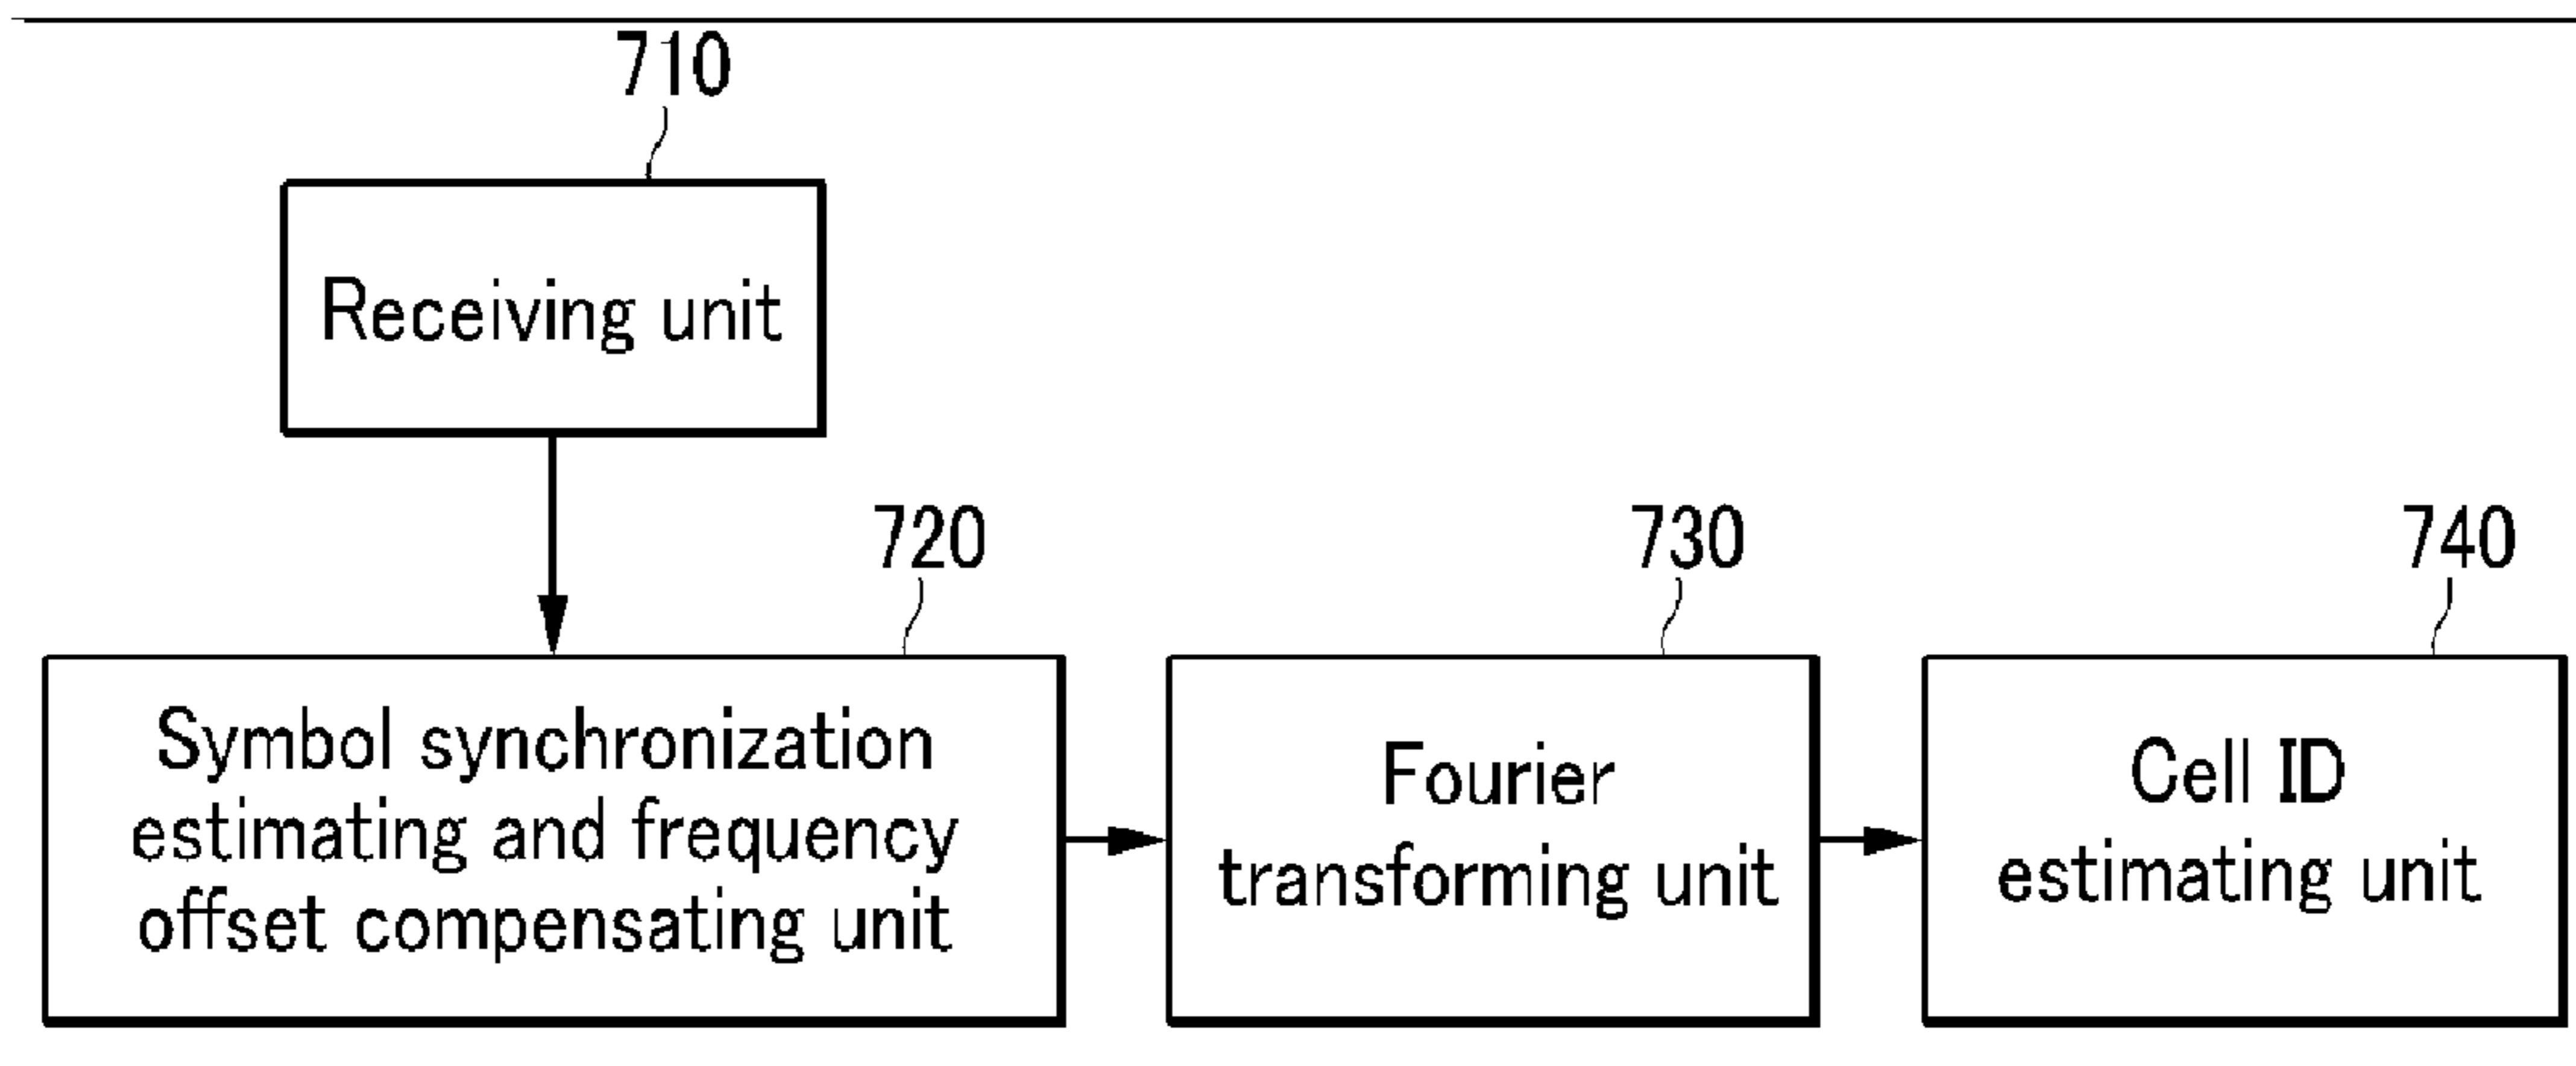 710
Receiving unit
720
Symbol synchronization
estimating and frequency
offset compensating unit
730
Fourier
transforming unit
740
Cell ID
estimating unit